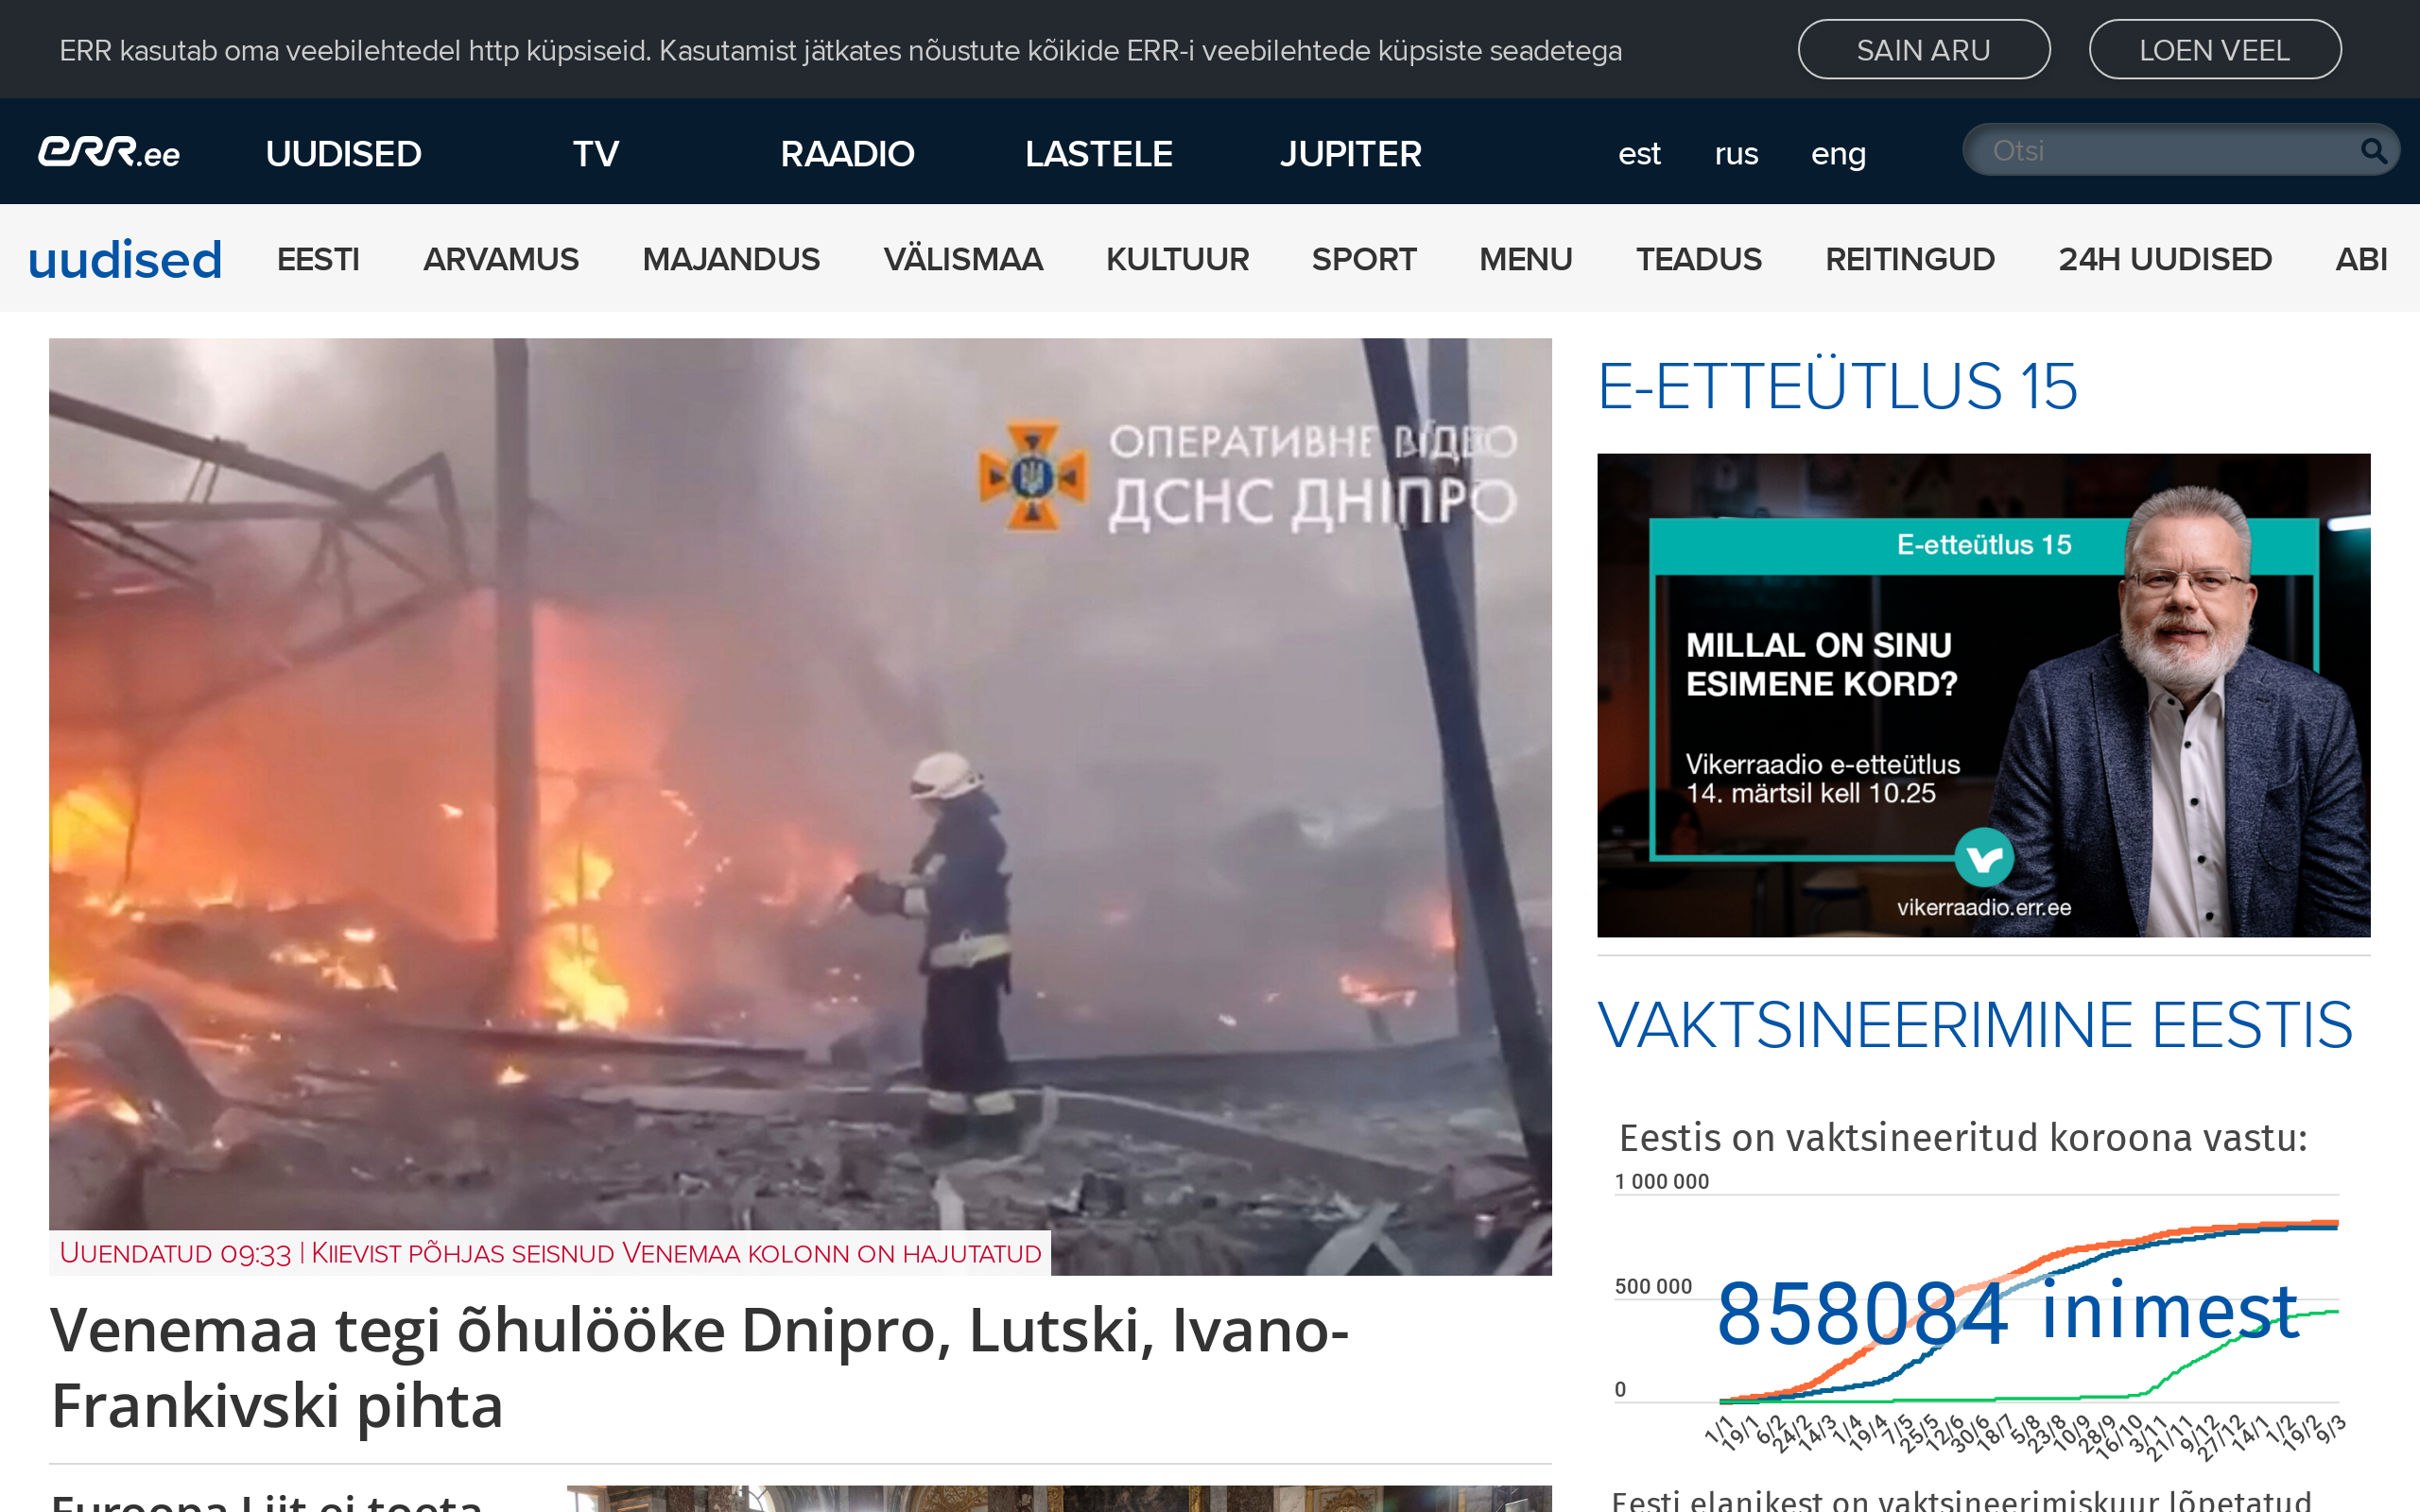 ERR kasutab oma veebilehtedel http küpsiseid. Kasutamist jätkates nõustute kõikide ERR-i veebilehtede küpsiste seadetega
SAIN ARU
LOEN VEEL
err.ee
UUDISED
TV
RAADIO
LASTELE
JUPITER
est
rus
eng
Otsi
uudised
EESTI
ARVAMUS
MAJANDUS
VÄLISMAA
KULTUUR
SPORT
MENU
TEADUS
REITINGUD
24H UUDISED
ABI
ОПЕРАТИВНЕ ВІДЕО
ДСНС ДНІПРО
Uuendatud 09:33 | Kiievist põhjas seisnud Venemaa kolonn on hajutatud
Venemaa tegi õhulööke Dnipro, Lutski, Ivano-
Frankivski pihta
Euroopa Liit ei toeta
E-ETTEÜTLUS 15
E-etteütlus 15
MILLAL ON SINU
ESIMENE KORD?
Vikerraadio e-etteütlus
14. märtsil kell 10.25
vikerraadio.err.ee
VAKTSINEERIMINE EESTIS
Eestis on vaktsineeritud koroona vastu:
1 000 000
500 000
858084 inimest
0
1/1 19/1 6/2 24/2 14/3 1/4 19/4 7/5 25/5 12/6 30/6 18/7 5/8 23/8 10/9 28/9 16/10 3/11 21/11 9/12 27/12 14/1 1/2 19/2 9/3
Eesti elanikest on vaktsineerimiskuur lõpetatud